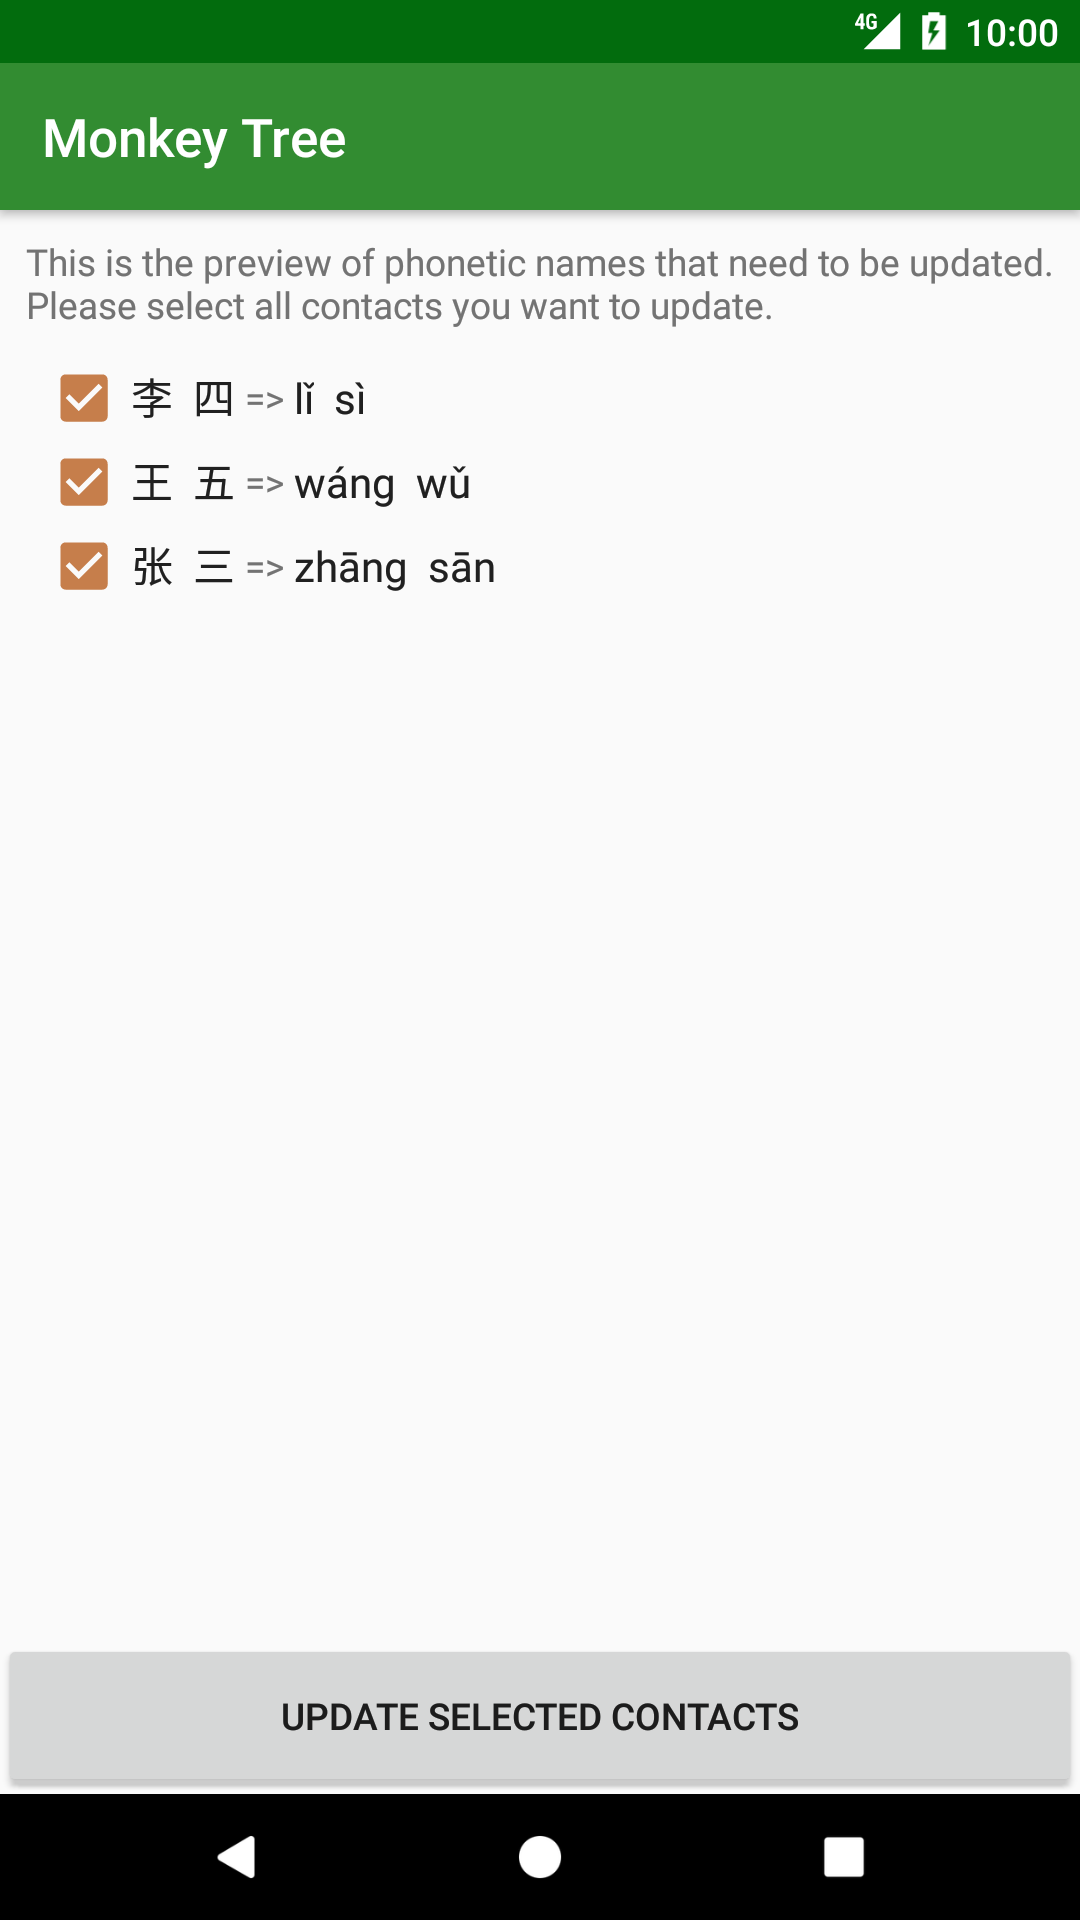 4G 10:00
Monkey Tree
This is the preview of phonetic names that need to be updated.
Please select all contacts you want to update.
李 四 => lǐ sì
王 五 => wáng wǔ
张 三 => zhāng sān
UPDATE SELECTED CONTACTS